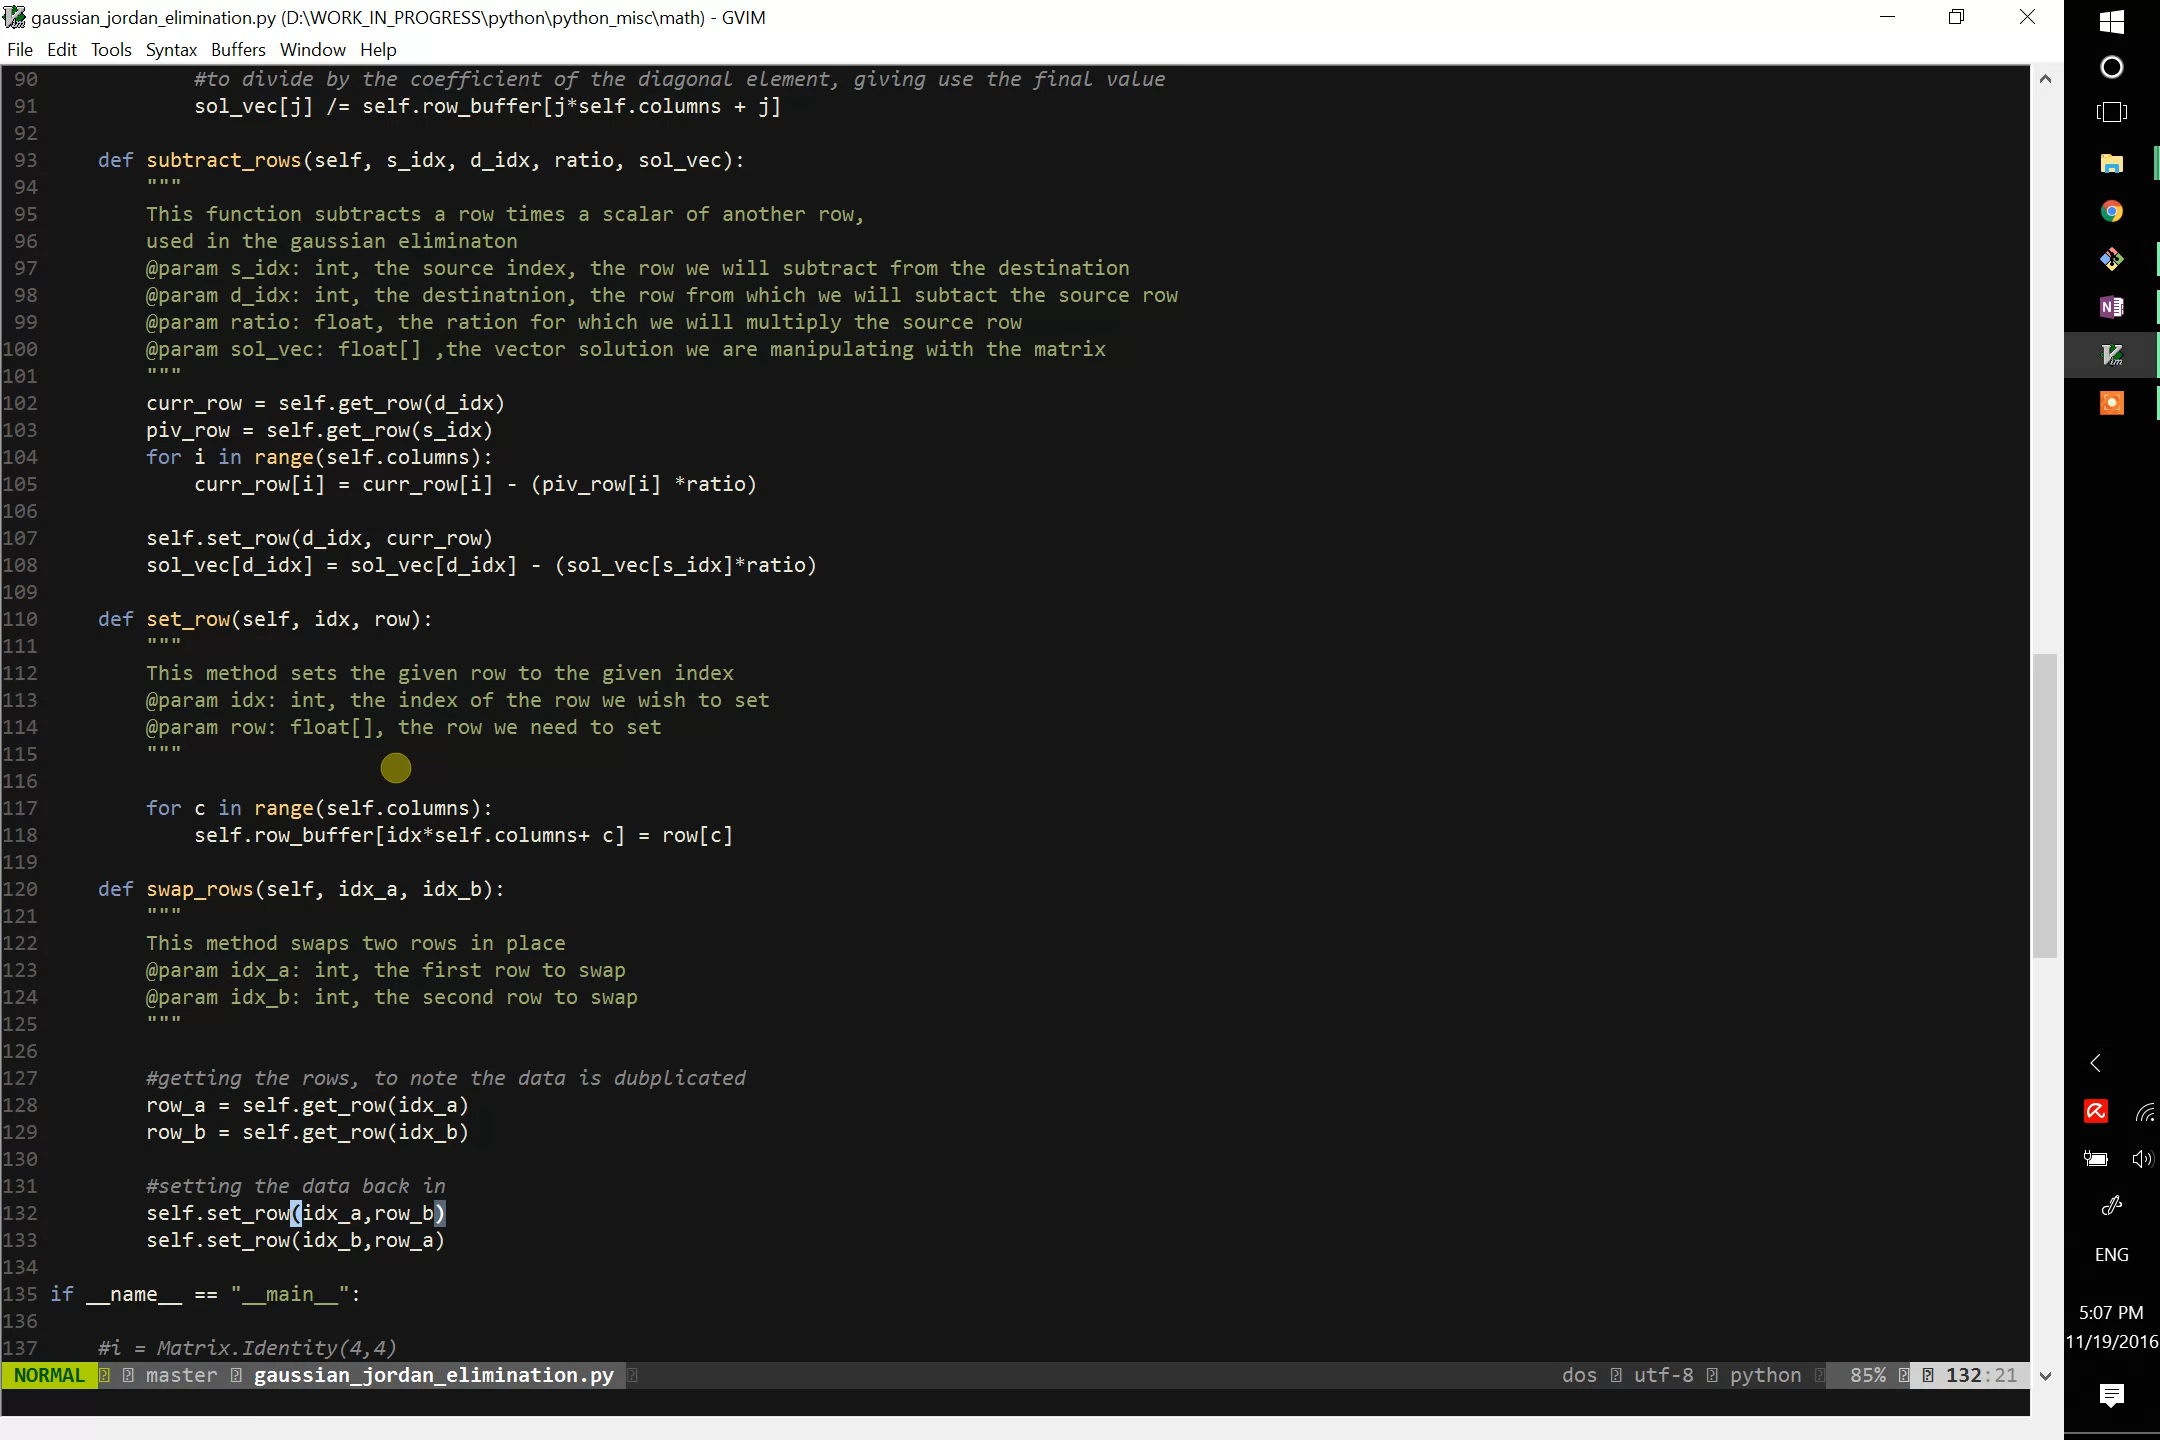 gaussian_jordan_elimination.py (D:\WORK_IN_PROGRESS\python\python_misc\math) - GVIM
File Edit Tools Syntax Buffers Window Help
90 #to divide by the coefficient of the diagonal element, giving use the final value
91 sol_vec[j] /= self.row_buffer[j*self.columns + j]
92
93 def subtract_rows(self, s_idx, d_idx, ratio, sol_vec):
94 """
95 This function subtracts a row times a scalar of another row,
96 used in the gaussian eliminaton
97 @param s_idx: int, the source index, the row we will subtract from the destination
98 @param d_idx: int, the destinatnion, the row from which we will subtact the source row
99 @param ratio: float, the ration for which we will multiply the source row
100 @param sol_vec: float[] ,the vector solution we are manipulating with the matrix
101 """
102 curr_row = self.get_row(d_idx)
103 piv_row = self.get_row(s_idx)
104 for i in range(self.columns):
105 curr_row[i] = curr_row[i] - (piv_row[i] *ratio)
106
107 self.set_row(d_idx, curr_row)
108 sol_vec[d_idx] = sol_vec[d_idx] - (sol_vec[s_idx]*ratio)
109
110 def set_row(self, idx, row):
111 """
112 This method sets the given row to the given index
113 @param idx: int, the index of the row we wish to set
114 @param row: float[], the row we need to set
115 """
116
117 for c in range(self.columns):
118 self.row_buffer[idx*self.columns+ c] = row[c]
119
120 def swap_rows(self, idx_a, idx_b):
121 """
122 This method swaps two rows in place
123 @param idx_a: int, the first row to swap
124 @param idx_b: int, the second row to swap
125 """
126
127 #getting the rows, to note the data is dubplicated
128 row_a = self.get_row(idx_a)
129 row_b = self.get_row(idx_b)
130
131 #setting the data back in
132 self.set_row(idx_a,row_b)
133 self.set_row(idx_b,row_a)
134
135 if __name__ == "__main__":
136
137 #i = Matrix.Identity(4,4)
NORMAL master gaussian_jordan_elimination.py dos utf-8 python 85% 132:21
ENG
5:07 PM
11/19/2016